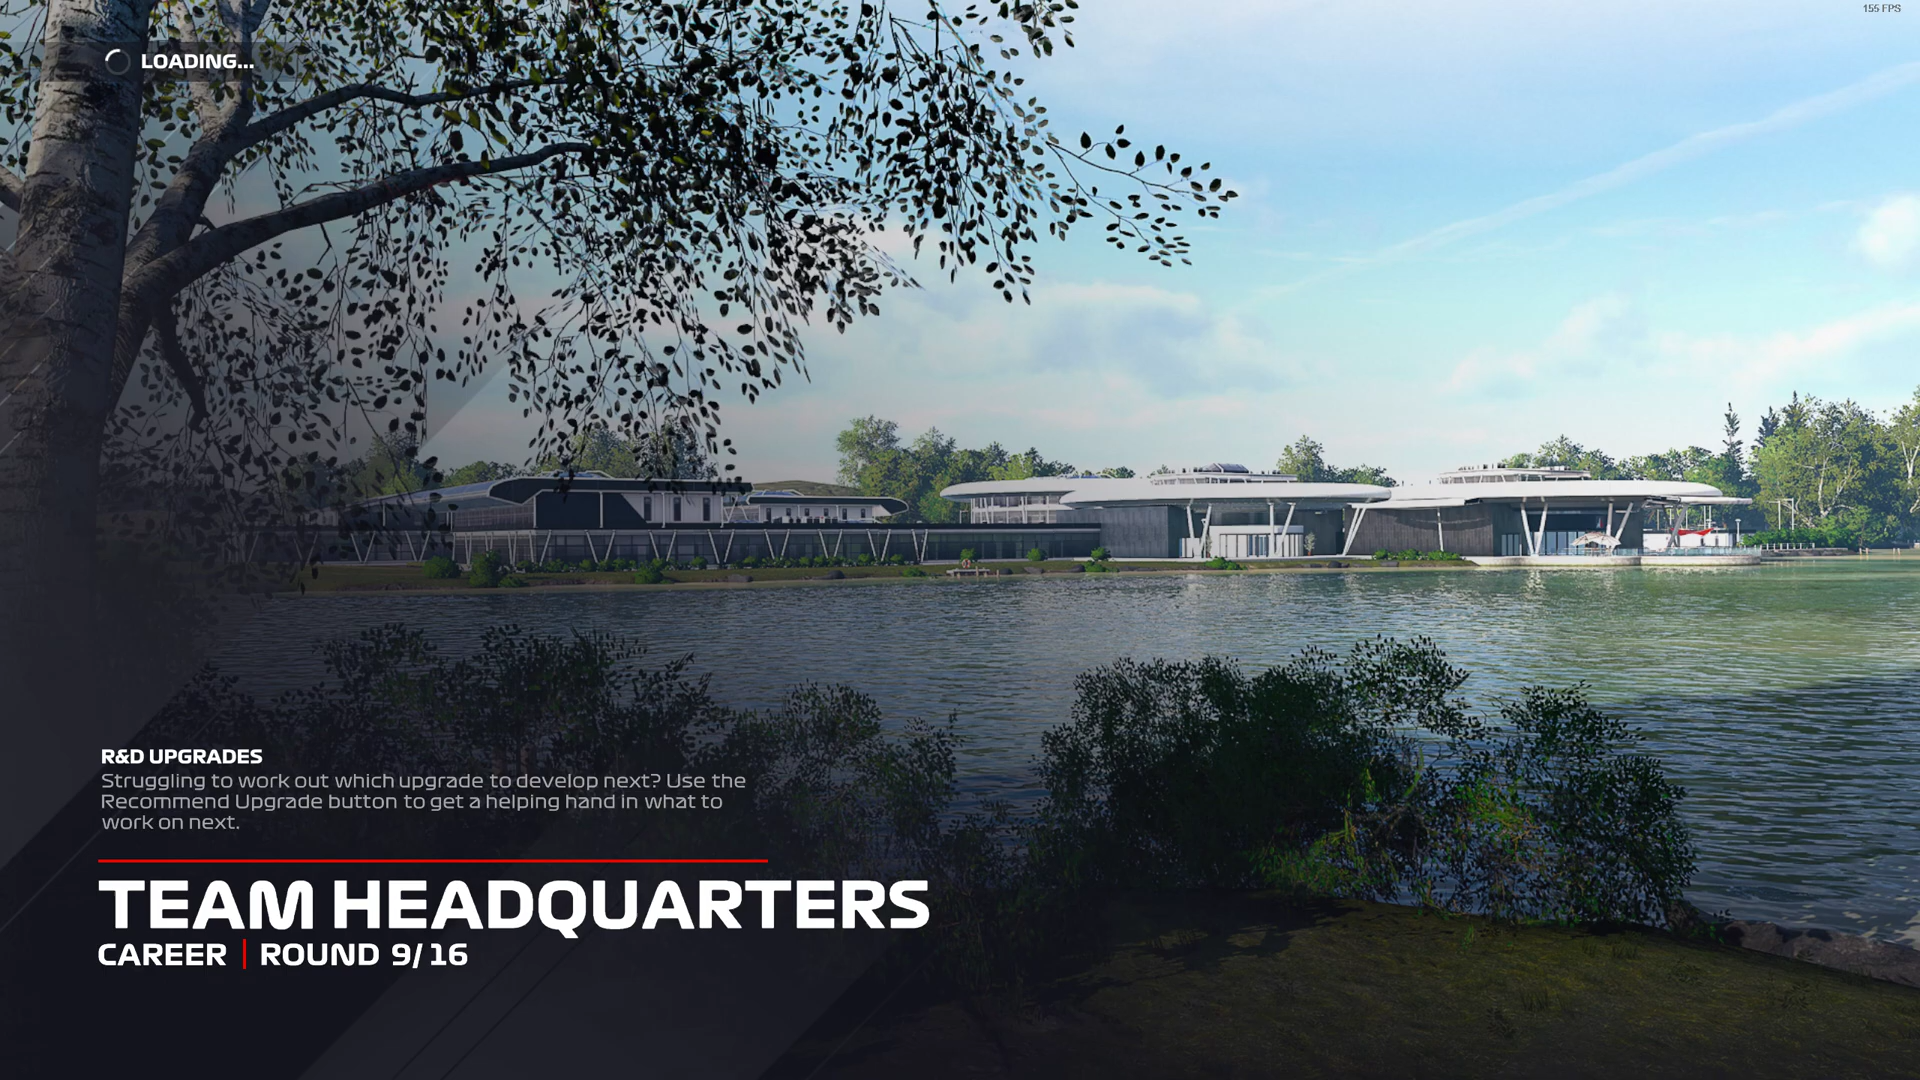 155 FPS
LOADING...
R&D UPGRADES
Struggling to work out which upgrade to develop next? Use the
Recommend Upgrade button to get a helping hand in what to
work on next.
TEAM HEADQUARTERS
CAREER | ROUND 9/16